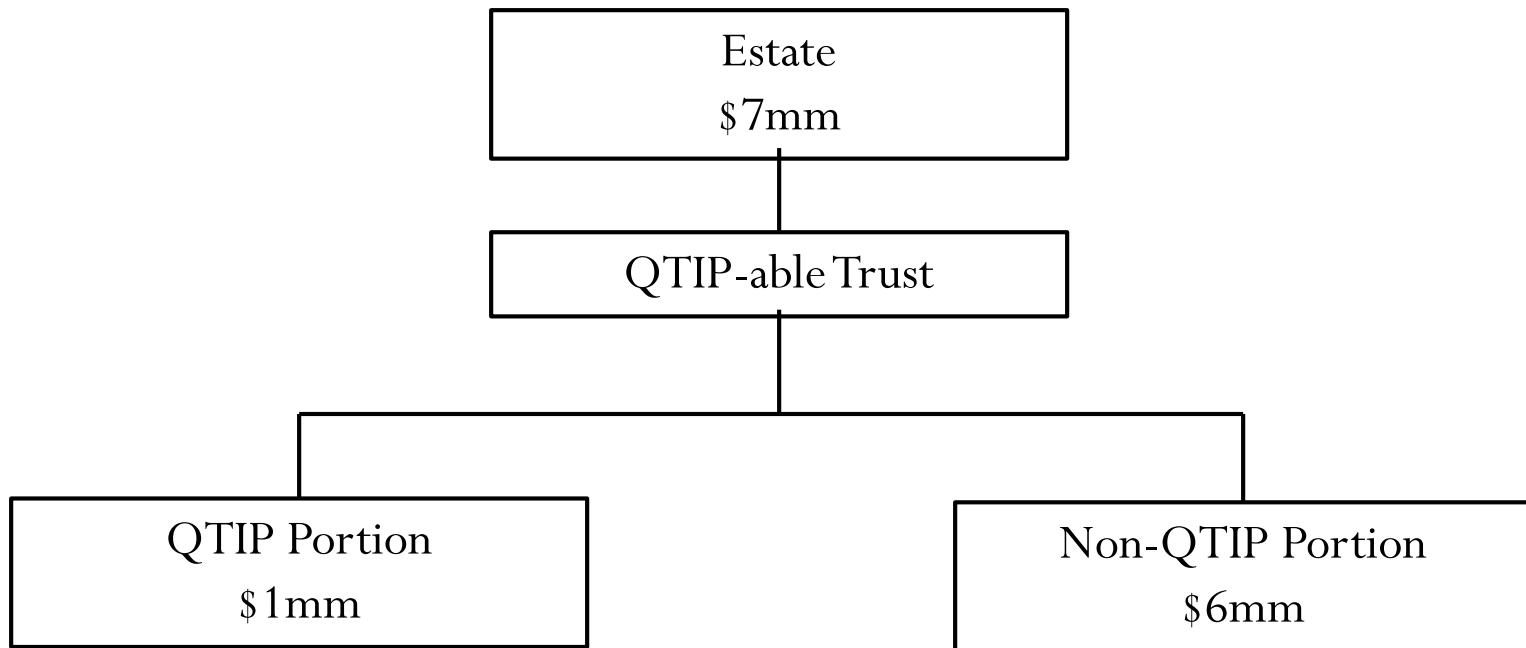 Estate
$7mm
QTIP-able Trust
QTIP Portion
$1mm
Non-QTIP Portion
$6mm